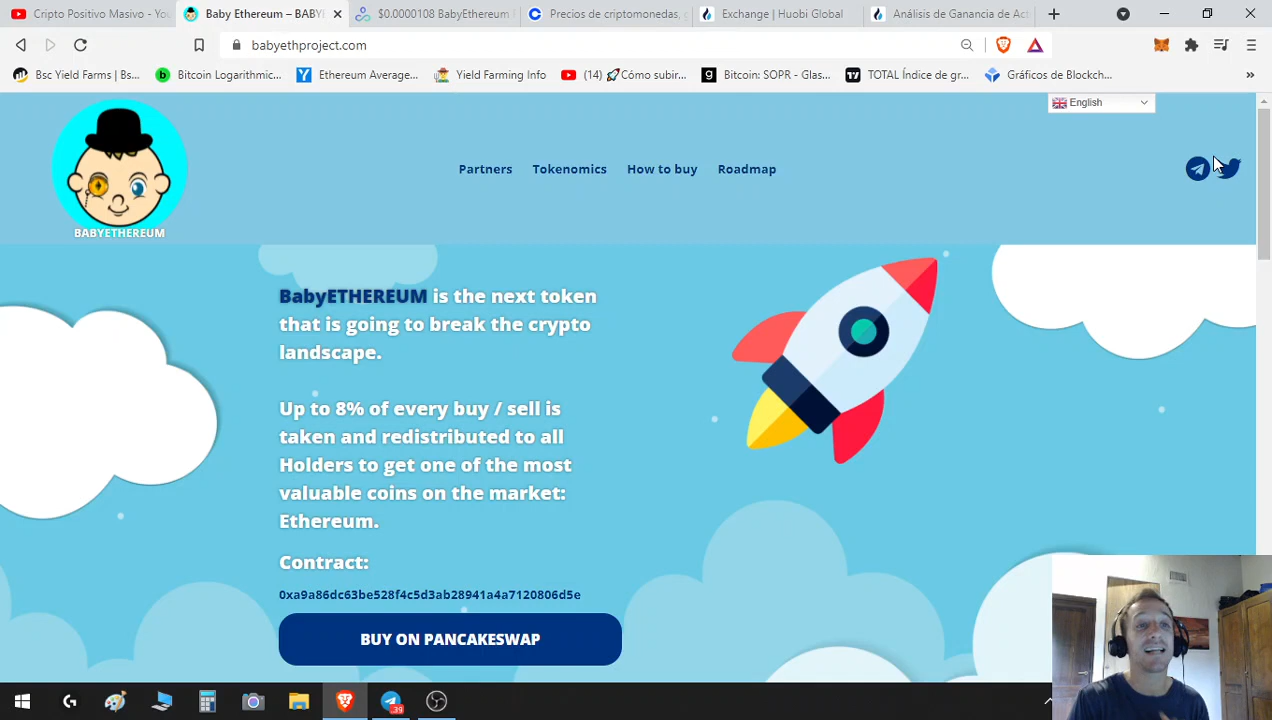 Cripto Positivo Masivo - You
Baby Ethereum – BABYE
$0.0000108 BabyEthereum
Precios de criptomonedas,
Exchange | Huobi Global
Análisis de Ganancia de Act
babyethproject.com
Bsc Yield Farms | Bs...
Bitcoin Logarithmic...
Ethereum Average...
Yield Farming Info
(14) 🚀Cómo subir...
Bitcoin: SOPR - Glas...
TOTAL Índice de gr...
Gráficos de Blockch...
English
BABYETHEREUM
Partners
Tokenomics
How to buy
Roadmap
BabyETHEREUM is the next token
that is going to break the crypto
landscape.
Up to 8% of every buy / sell is
taken and redistributed to all
Holders to get one of the most
valuable coins on the market:
Ethereum.
Contract:
0xa9a86dc63be528f4c5d3ab28941a4a7120806d5e
BUY ON PANCAKESWAP
39